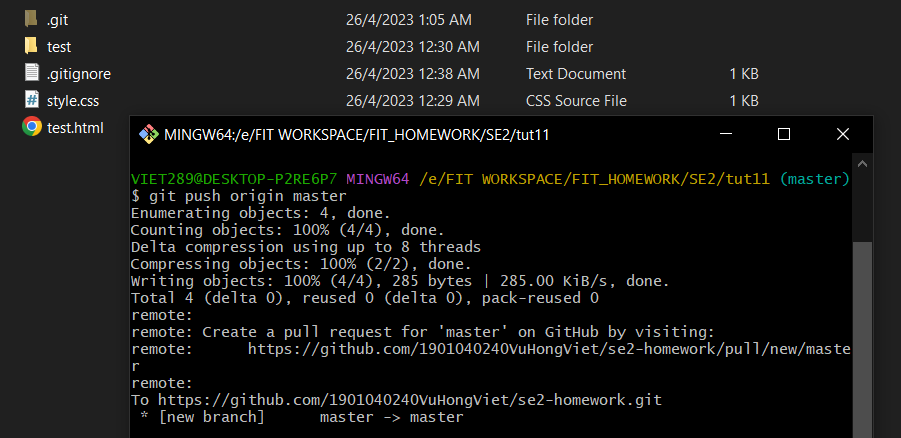 .git 26/4/2023 1:05 AM File folder
test 26/4/2023 12:30 AM File folder
.gitignore 26/4/2023 12:38 AM Text Document 1 KB
style.css 26/4/2023 12:29 AM CSS Source File 1 KB
test.html
MINGW64:/e/FIT WORKSPACE/FIT_HOMEWORK/SE2/tut11
VIET289@DESKTOP-P2RE6P7 MINGW64 /e/FIT WORKSPACE/FIT_HOMEWORK/SE2/tut11 (master)
$ git push origin master
Enumerating objects: 4, done.
Counting objects: 100% (4/4), done.
Delta compression using up to 8 threads
Compressing objects: 100% (2/2), done.
Writing objects: 100% (4/4), 285 bytes | 285.00 KiB/s, done.
Total 4 (delta 0), reused 0 (delta 0), pack-reused 0
remote:
remote: Create a pull request for 'master' on GitHub by visiting:
remote:      https://github.com/1901040240VuHongViet/se2-homework/pull/new/maste
r
remote:
To https://github.com/1901040240VuHongViet/se2-homework.git
 * [new branch]      master -> master